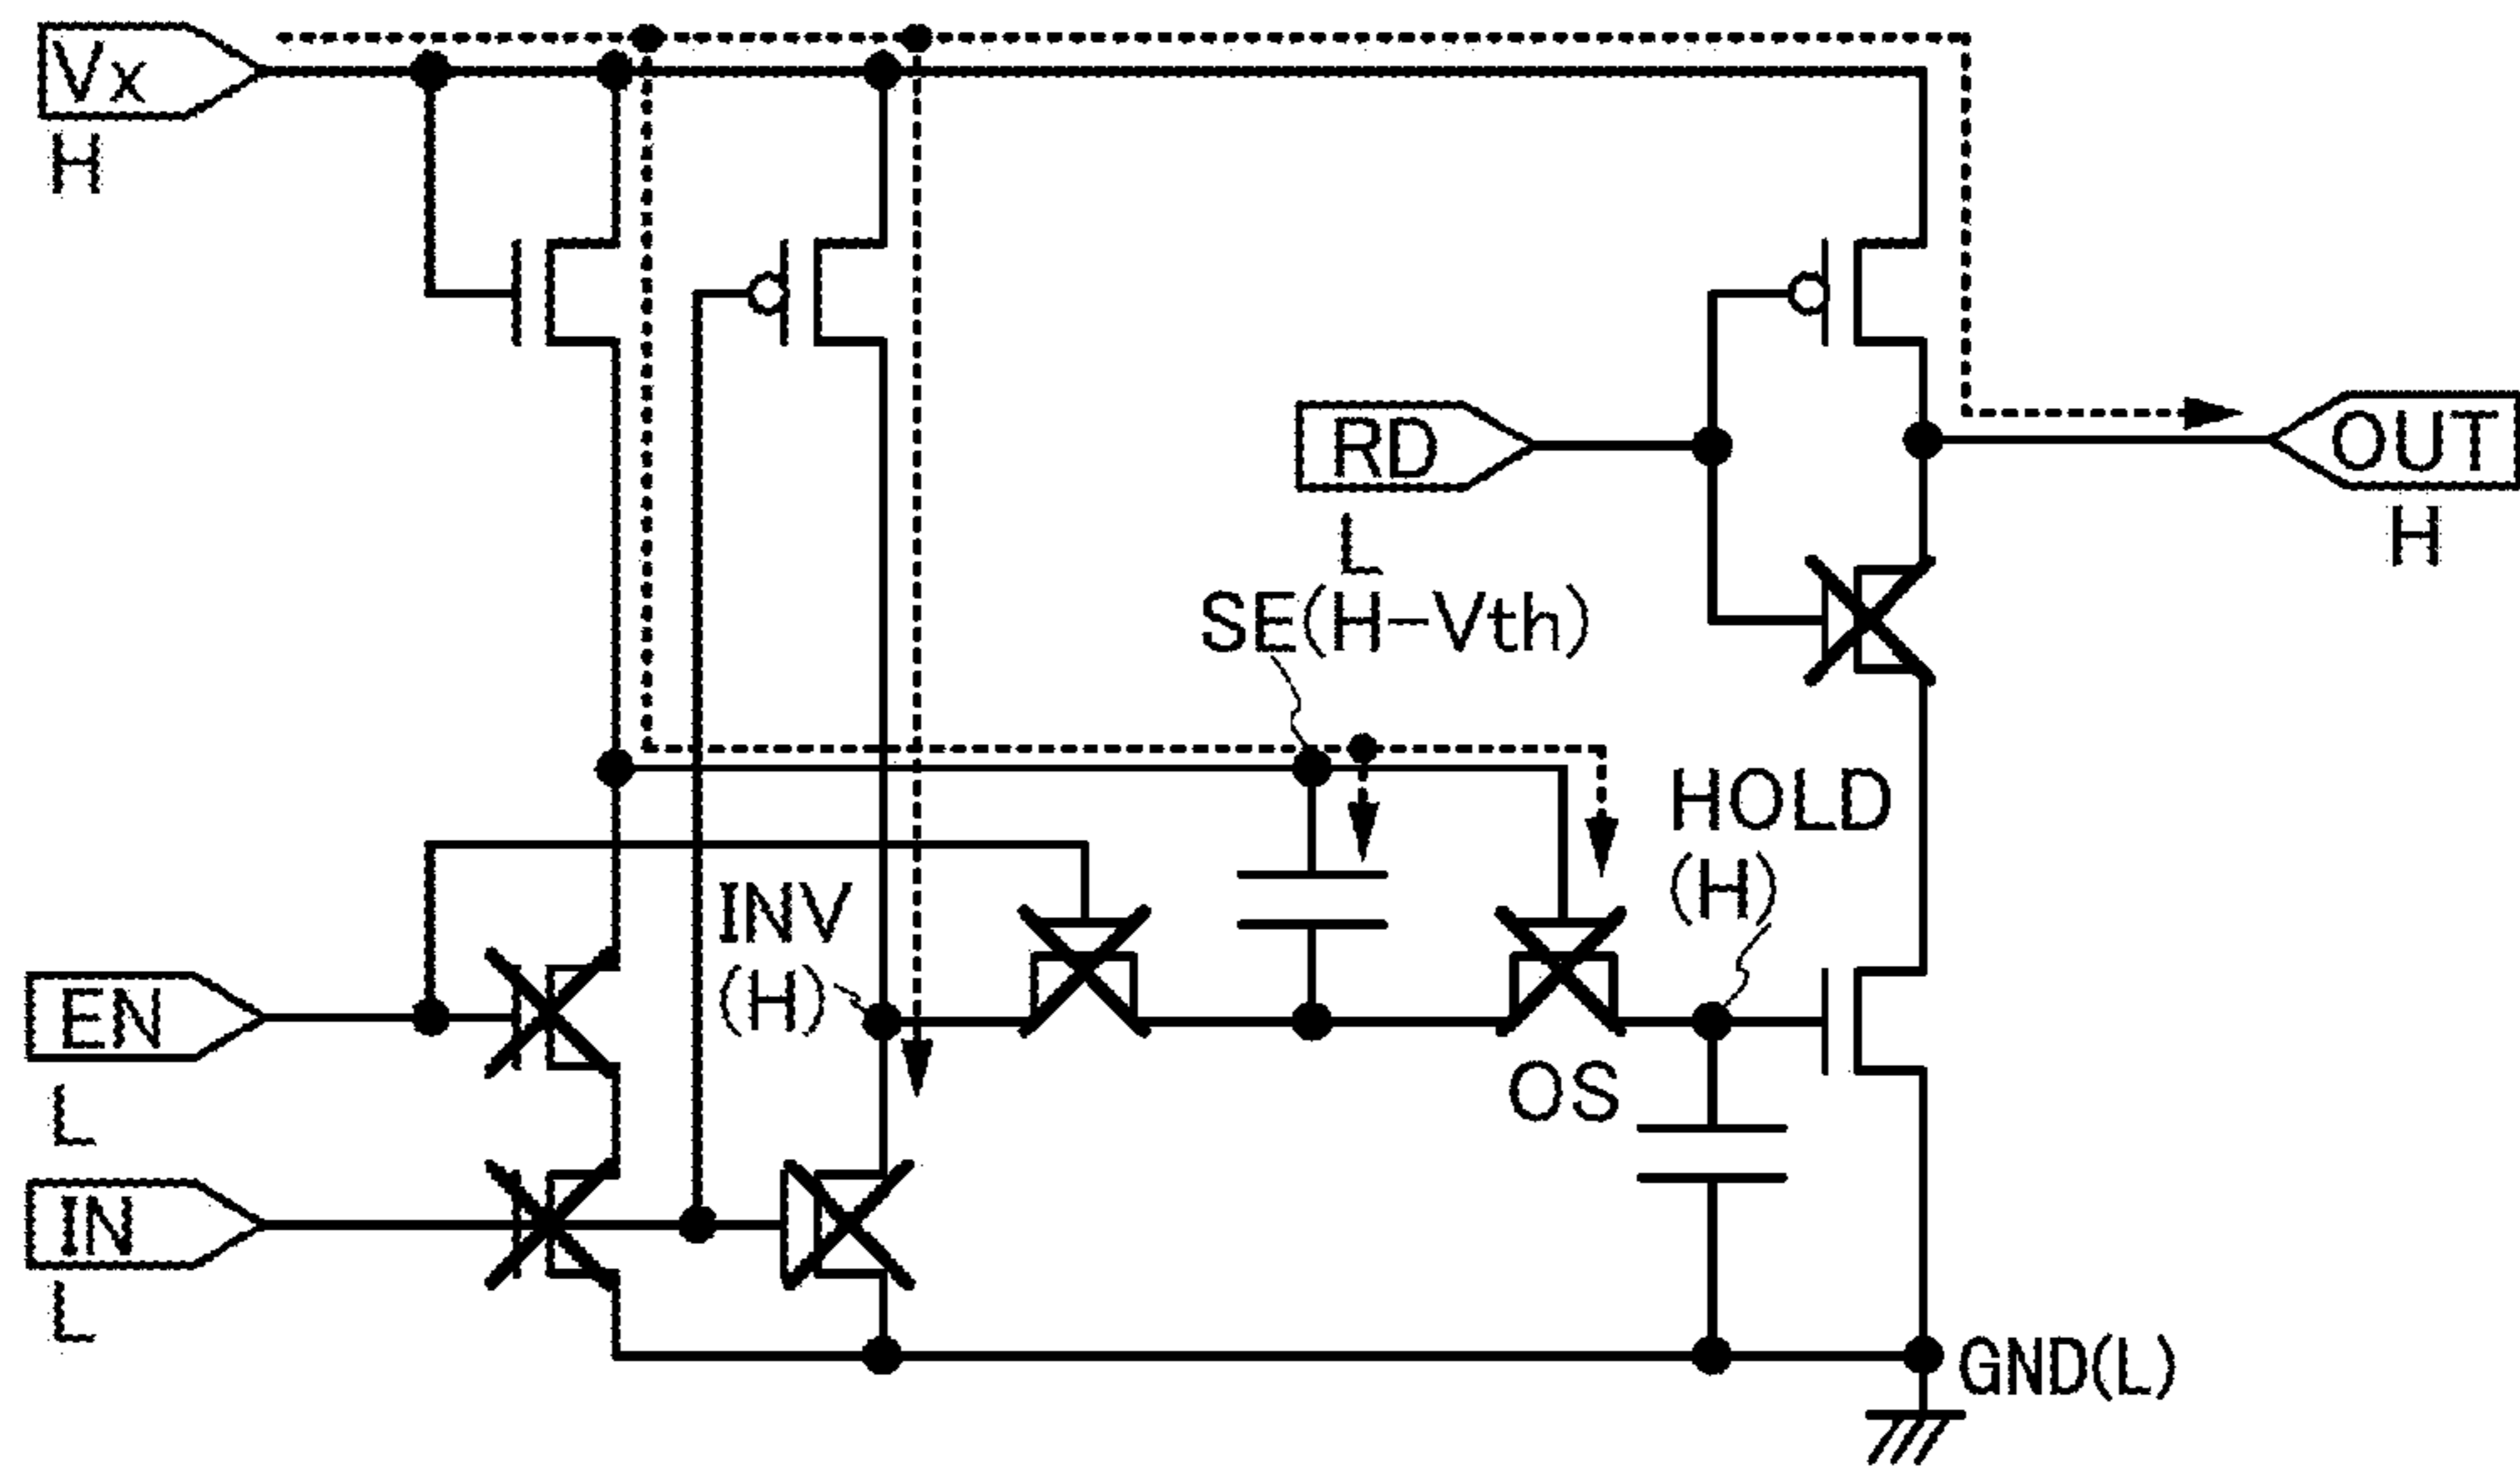 Vx
H
RD
L
OUT
H
SE(H-Vth)
HOLD
(H)
INV
(H)
EN
L
OS
IN
L
GND(L)